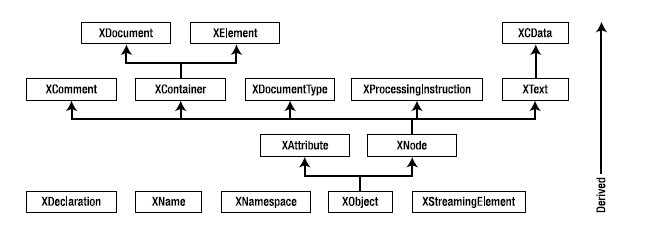 XDocument
XElement
XCData
XComment
XContainer
XDocumentType
XProcessingInstruction
XText
XAttribute
XNode
XDeclaration
XName
XNamespace
XObject
XStreamingElement
Derived